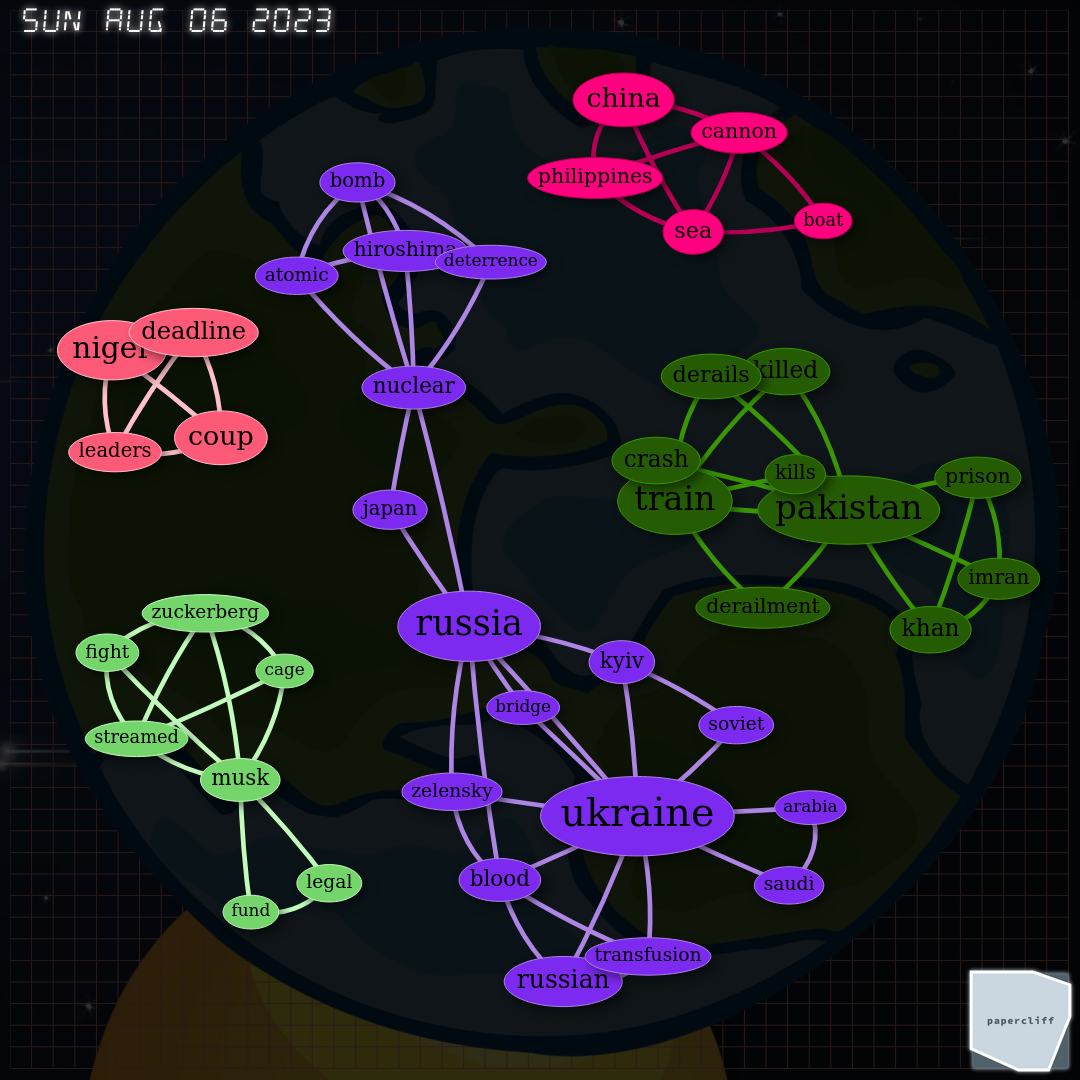 SUN AUG 06 2023
china
cannon
philippines
boat
sea
bomb
hiroshima
deterrence
atomic
nuclear
japan
niger
deadline
coup
leaders
derails
killed
crash
kills
train
pakistan
prison
imran
khan
derailment
zuckerberg
fight
cage
streamed
musk
legal
fund
russia
kyiv
bridge
soviet
zelensky
ukraine
arabia
blood
saudi
transfusion
russian
papercliff